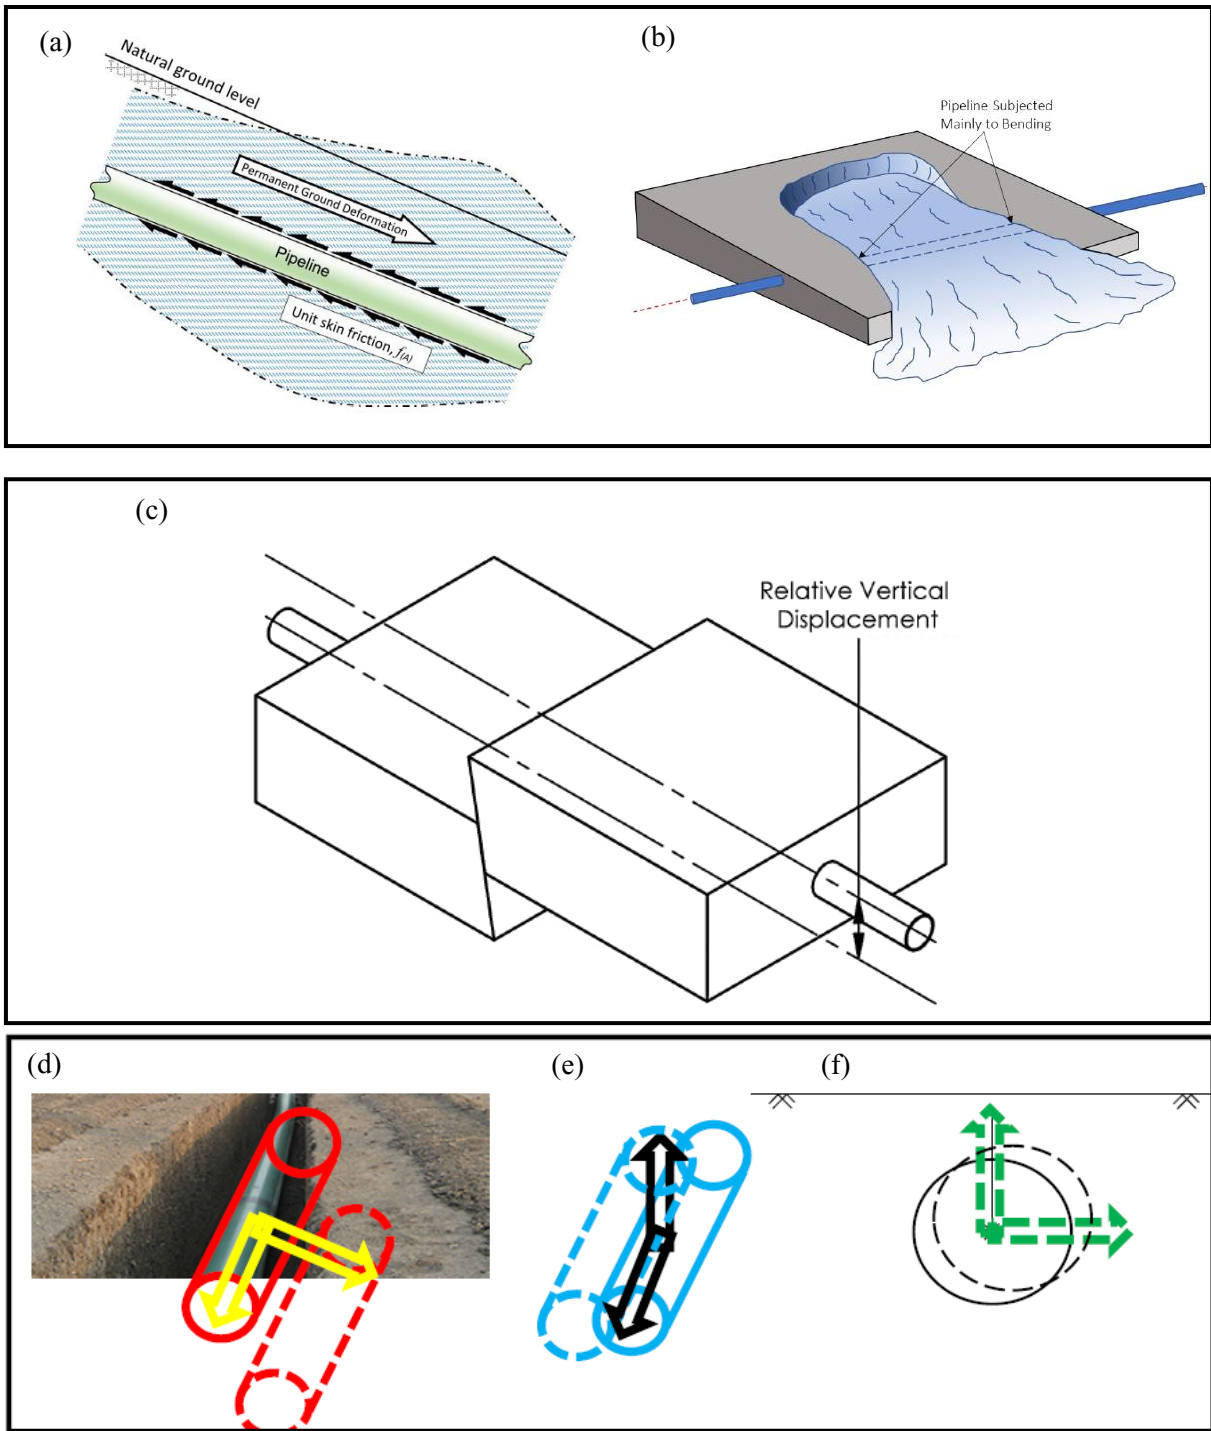 (a)
Natural ground level
Permanent Ground Deformation
Pipeline
Unit skin friction, f(A)
(b)
Pipeline Subjected
Mainly to Bending
(c)
Relative Vertical
Displacement
(d)
(e)
(f)